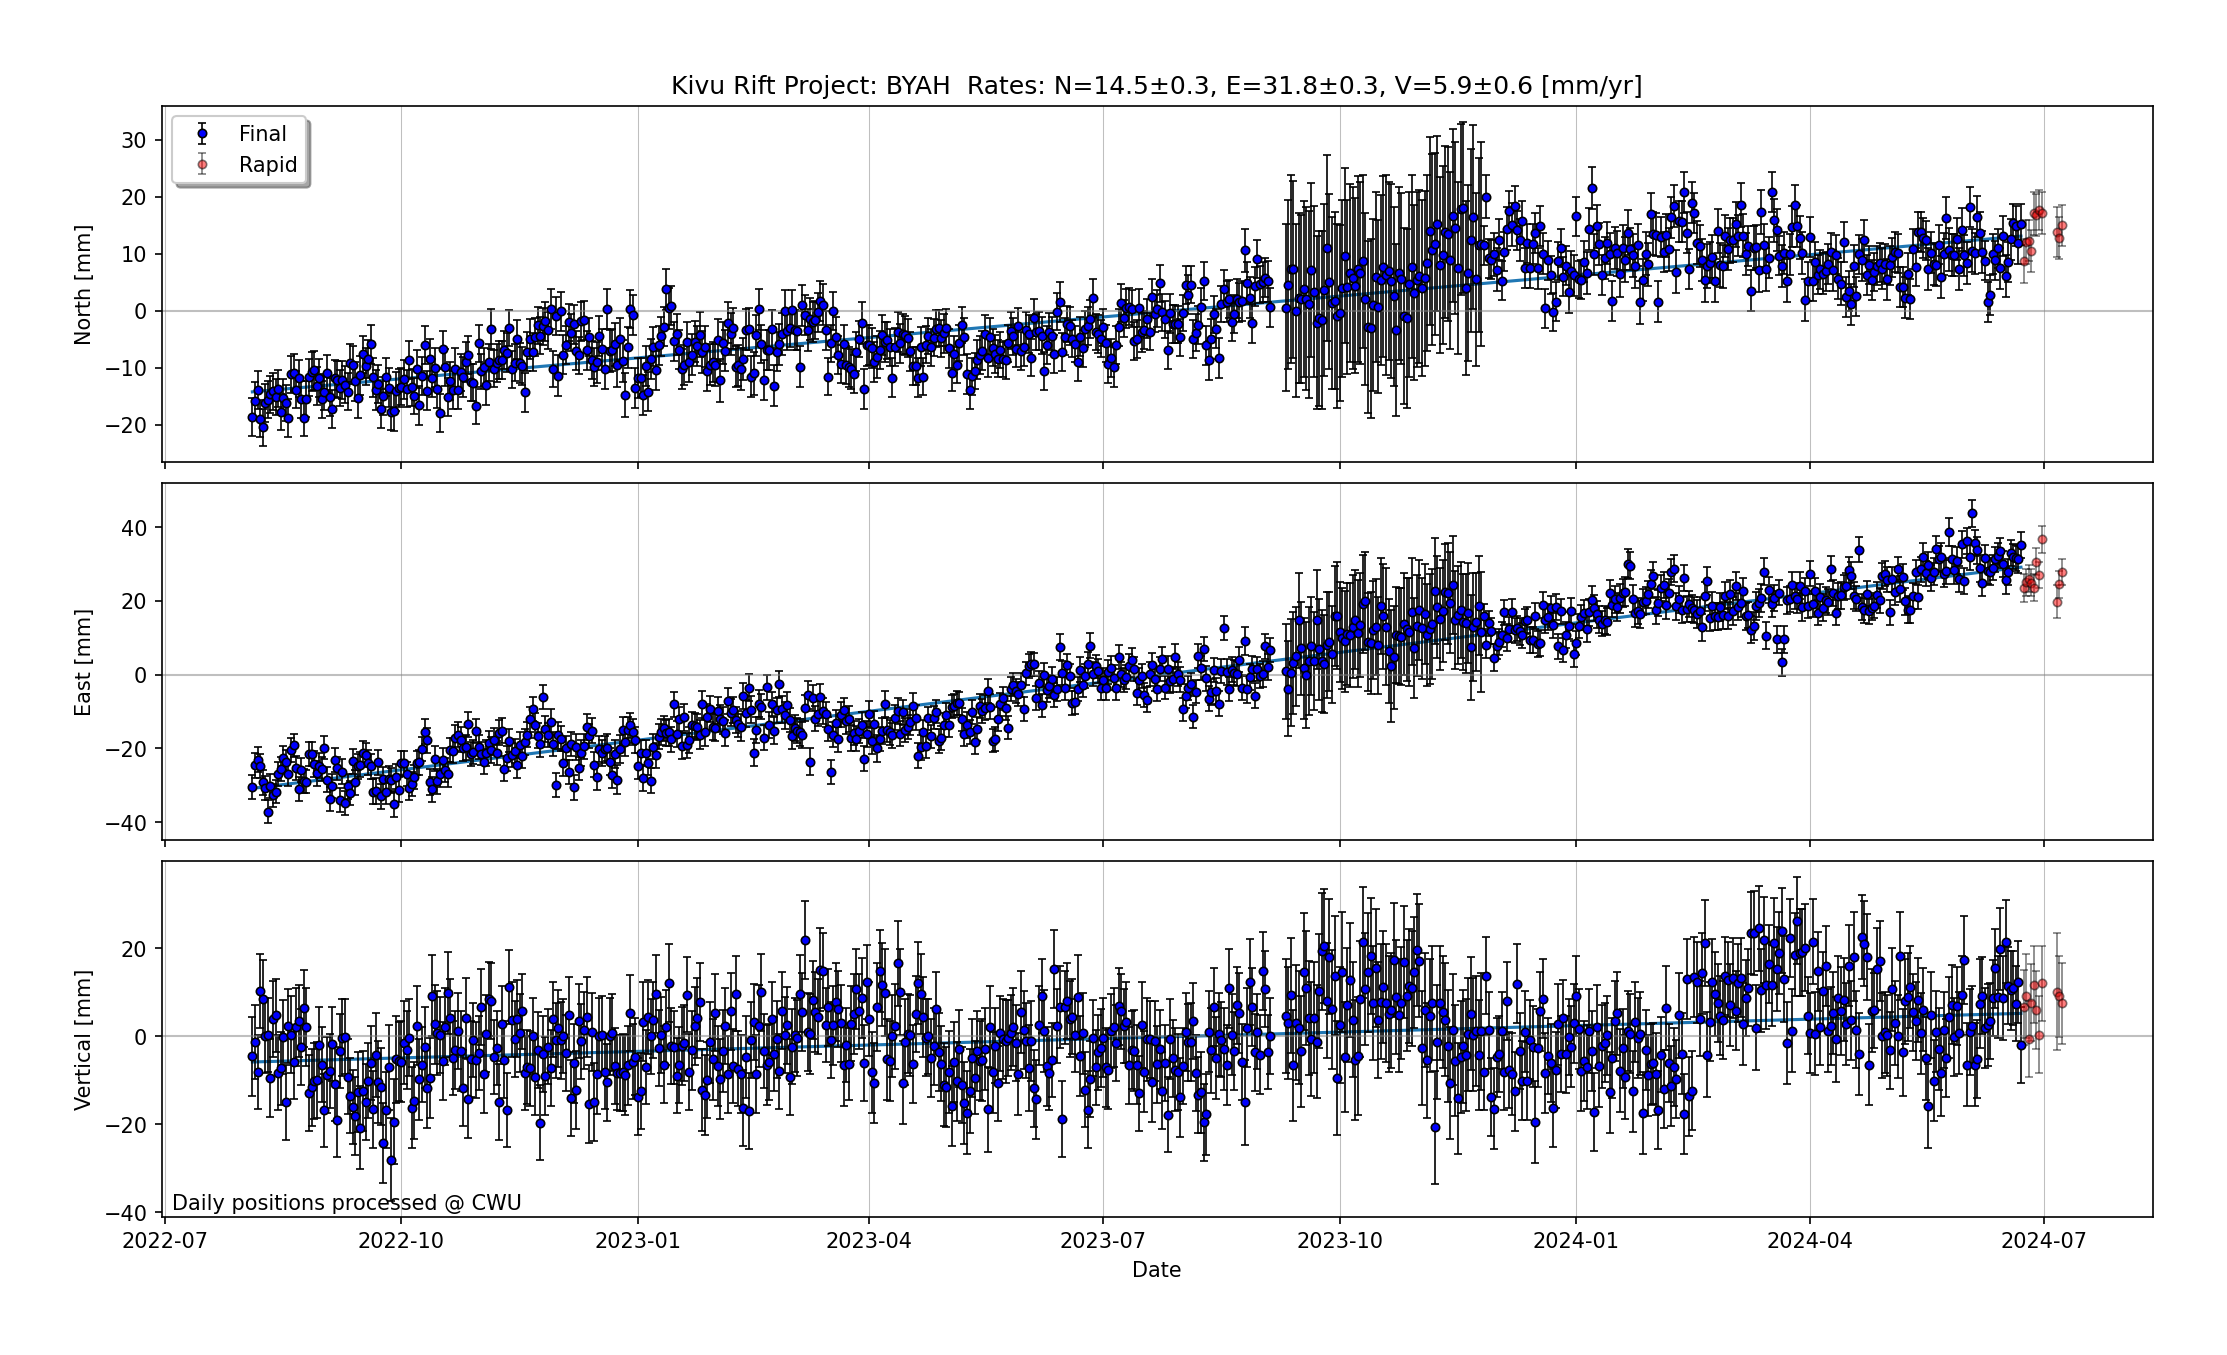 Kivu Rift Project: BYAH  Rates: N=14.5±0.3, E=31.8±0.3, V=5.9±0.6 [mm/yr]
Final
Rapid
North [mm]
30
20
10
0
−10
−20
East [mm]
40
20
0
−20
−40
Vertical [mm]
20
0
−20
−40
Daily positions processed @ CWU
2022-07 2022-10 2023-01 2023-04 2023-07 2023-10 2024-01 2024-04 2024-07
Date